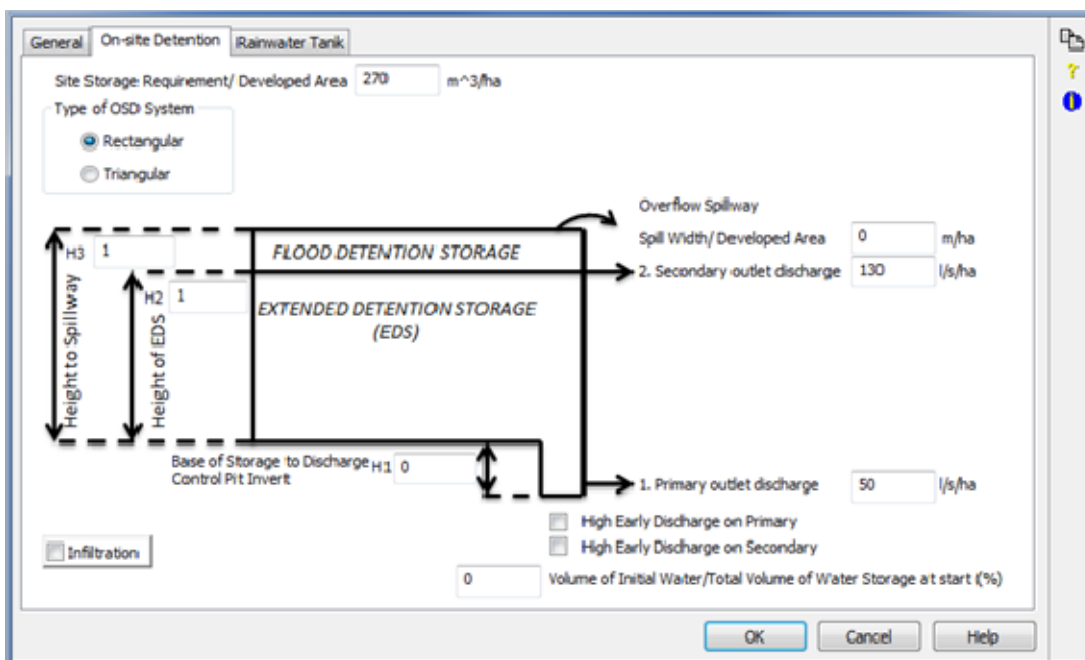 General On-site Detention Rainwater Tank
Site Storage Requirement/ Developed Area 270 m^3/ha
Type of OSD System
Rectangular
Triangular
Overflow Spillway
H3 1 FLOOD DETENTION STORAGE Spill Width/ Developed Area 0 m/ha
2. Secondary outlet discharge 130 l/s/ha
H2 1 EXTENDED DETENTION STORAGE
(EDS)
Height to Spillway
Height of EDS
Base of Storage to Discharge H1 0
Control Pit Invert
1. Primary outlet discharge 50 l/s/ha
High Early Discharge on Primary
Infiltration High Early Discharge on Secondary
0 Volume of Initial Water/Total Volume of Water Storage at start (%)
OK Cancel Help